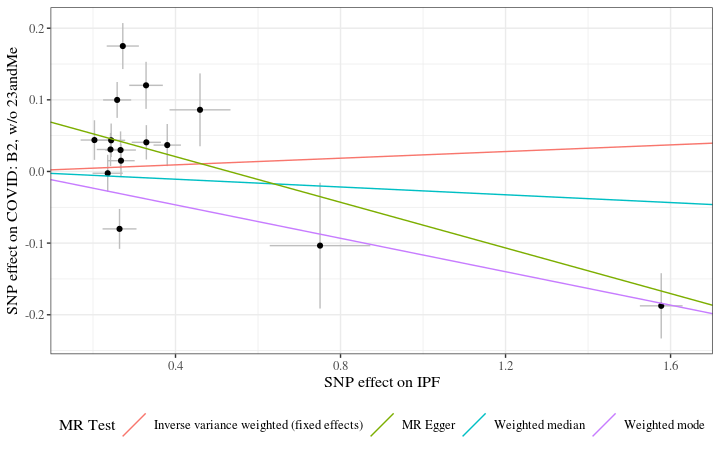 SNP effect on COVID: B2, w/o 23andMe
0.2
0.1
0.0
-0.1
-0.2
0.4 0.8 1.2 1.6
SNP effect on IPF
MR Test Inverse variance weighted (fixed effects) MR Egger Weighted median Weighted mode